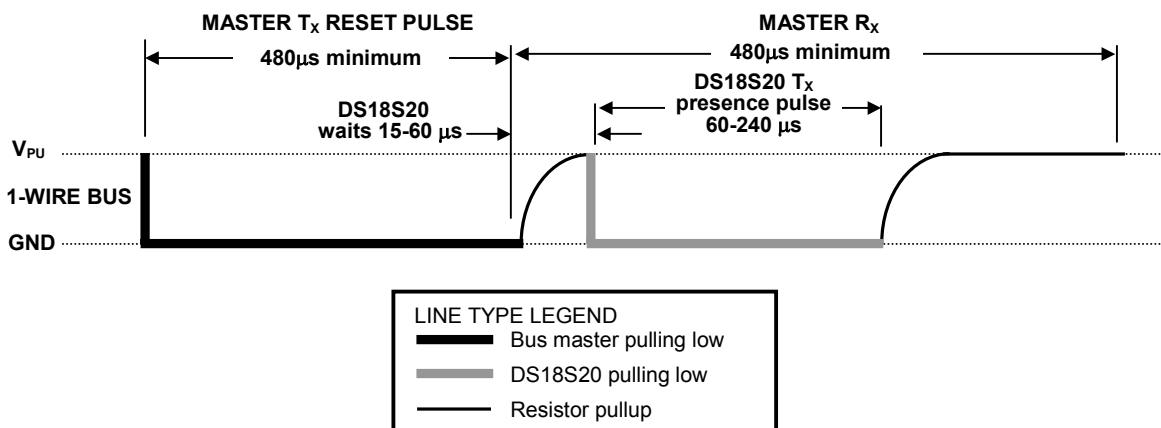 MASTER TX RESET PULSE
MASTER RX
480μs minimum
480μs minimum
DS18S20 TX
presence pulse
60-240 μs
DS18S20
waits 15-60 μs
VPU
1-WIRE BUS
GND
LINE TYPE LEGEND
Bus master pulling low
DS18S20 pulling low
Resistor pullup